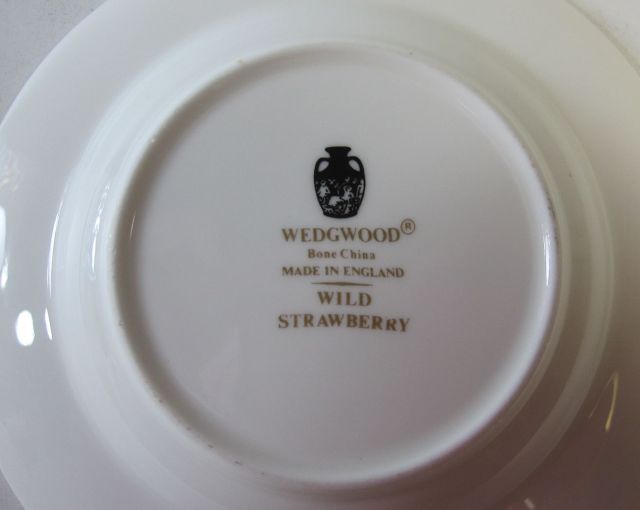 WEDGWOOD®
Bone China
MADE IN ENGLAND
WILD
STRAWBERRY